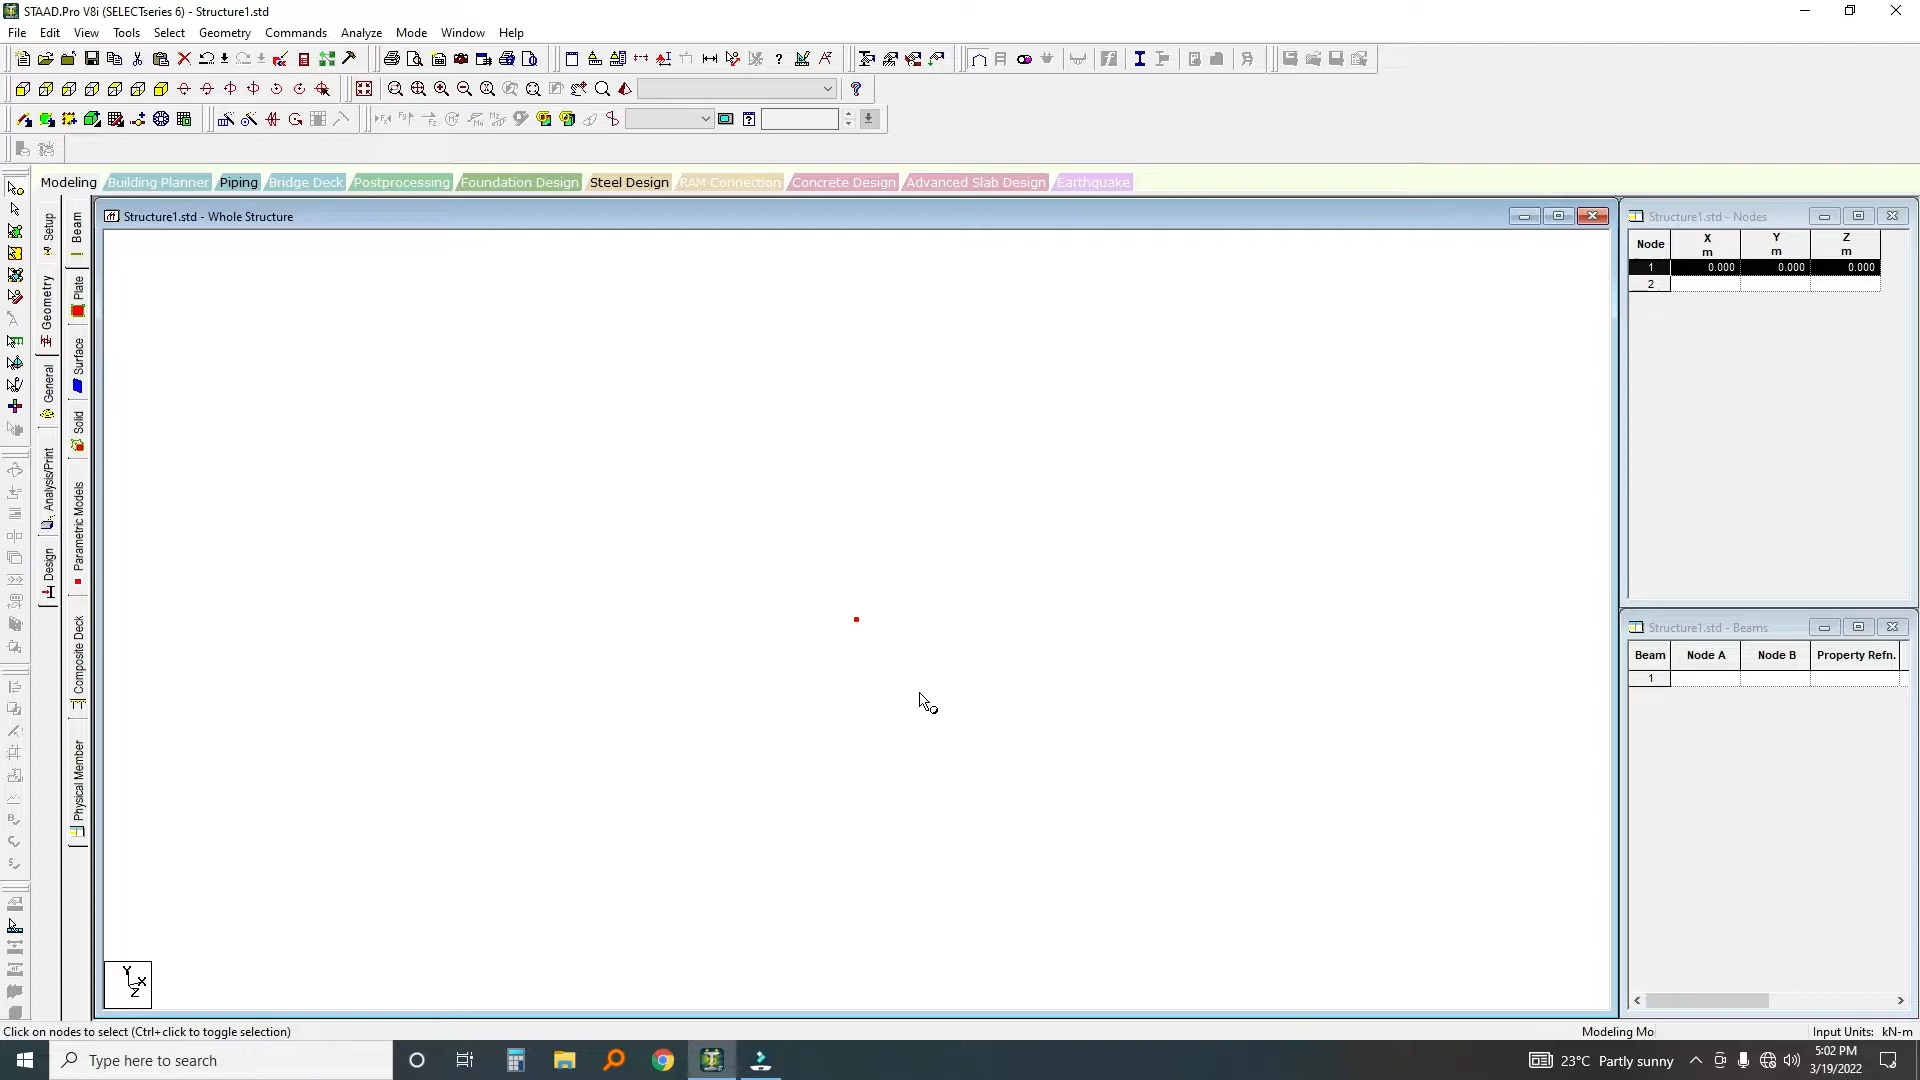 STAAD.Pro V8i (SELECTseries 6) - Structure1.std
File Edit View Tools Select Geometry Commands Analyze Mode Window Help
Modeling Building Planner Piping Bridge Deck Postprocessing Foundation Design Steel Design RAM Connection Concrete Design Advanced Slab Design Earthquake
Setup
Geometry
General
Analysis/Print
Design
Beam
Plate
Surface
Solid
Parametric Models
Composite Deck
Physical Member
Structure1.std - Whole Structure
Y
X
Z
Structure1.std - Nodes
Node X m Y m Z m
1 0.000 0.000 0.000
2
Structure1.std - Beams
Beam Node A Node B Property Refn.
1
Click on nodes to select (Ctrl+click to toggle selection)
Modeling Mo
Input Units: kN-m
Type here to search
23°C Partly sunny
5:02 PM
3/19/2022